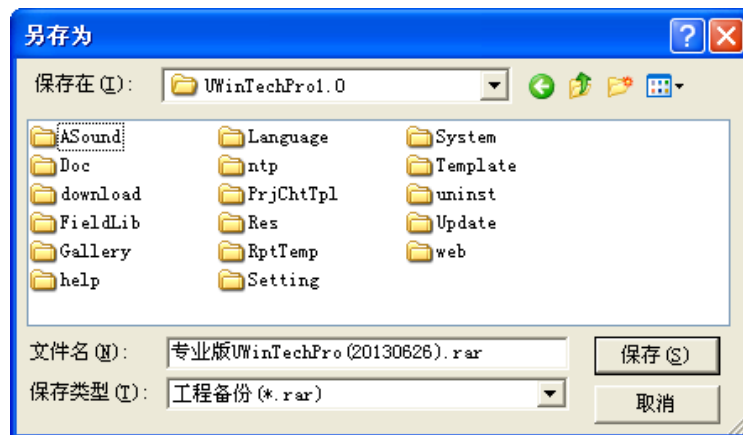 另存为
保存在(I):
UWinTechPro1.0
ASound
Language
System
Doc
ntp
Template
download
PrjChtTpl
uninst
FieldLib
Res
Update
Gallery
RptTemp
web
help
Setting
文件名(N):
专业版UWinTechPro(20130626).rar
保存(S)
保存类型(T):
工程备份(*.rar)
取消